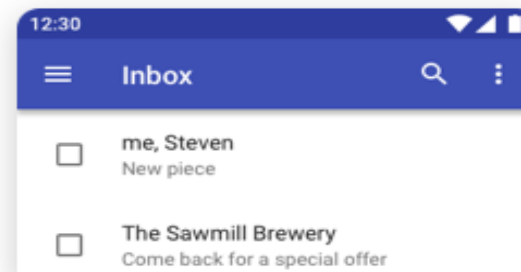 12:30
Inbox
me, Steven
New piece
The Sawmill Brewery
Come back for a special offer